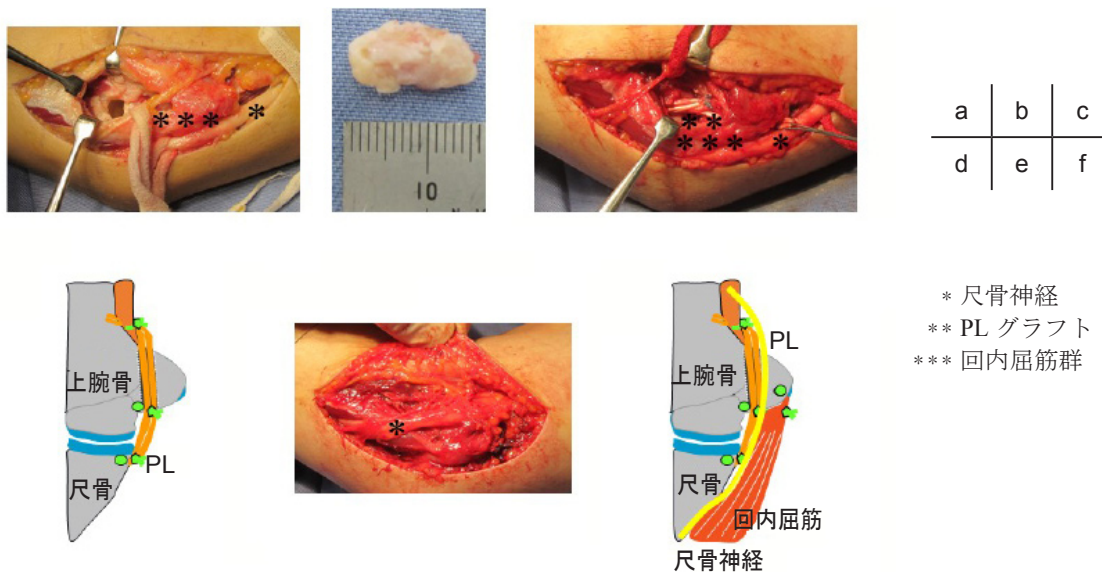 * * * *
10
** 
*** *
a b c
d e f
* 尺骨神経
** PL グラフト
*** 回内屈筋群
上腕骨
尺骨
PL
*
PL
上腕骨
尺骨
回内屈筋
尺骨神経